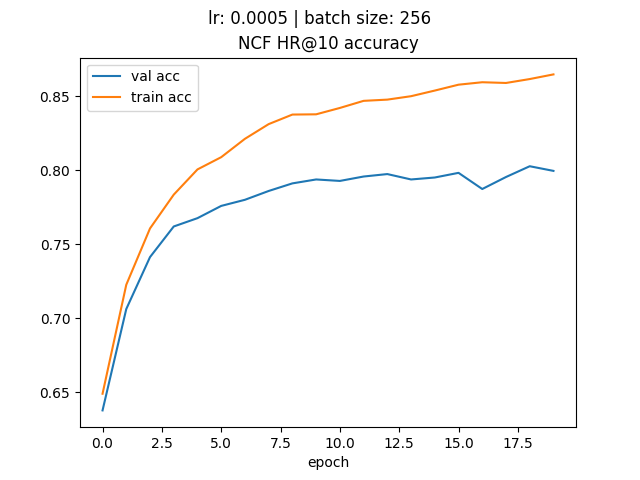 lr: 0.0005 | batch size: 256
NCF HR@10 accuracy
val acc
train acc
0.85
0.80
0.75
0.70
0.65
0.0 2.5 5.0 7.5 10.0 12.5 15.0 17.5
epoch